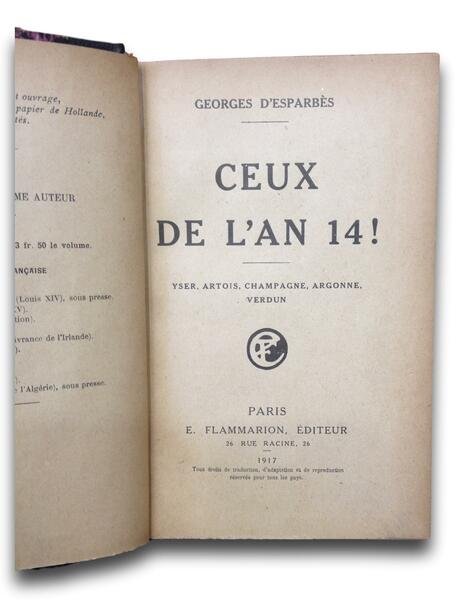 t ouvrage,
papier de Hollande,
tés.
ME AUTEUR
3 fr. 50 le volume.
RANÇAISE
(Louis XIV), sous presse.
XV).
tion).
vrance de l'Irlande).
).
e l'Algérie), sous presse.
GEORGES D'ESPARBÈS
CEUX
DE L'AN 14!
YSER, ARTOIS, CHAMPAGNE, ARGONNE,
VERDUN
PARIS
E. FLAMMARION, ÉDITEUR
26 RUE RACINE, 26
1917
Tous droits de traduction, d'adaptation et de reproduction
réservés pour tous les pays.